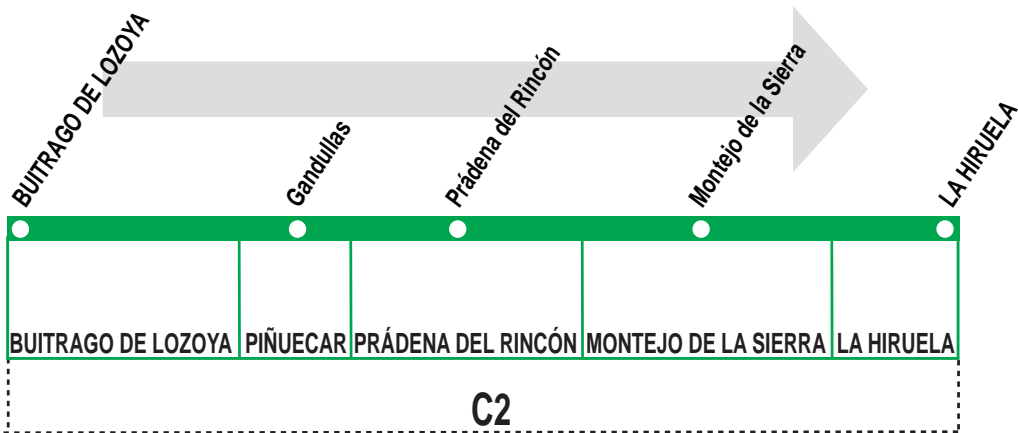 BUITRAGO DE LOZOYA
Gandullas
Prádena del Rincón
Montejo de la Sierra
LA HIRUELA
BUITRAGO DE LOZOYA
PIÑUECAR
PRÁDENA DEL RINCÓN
MONTEJO DE LA SIERRA
LA HIRUELA
C2